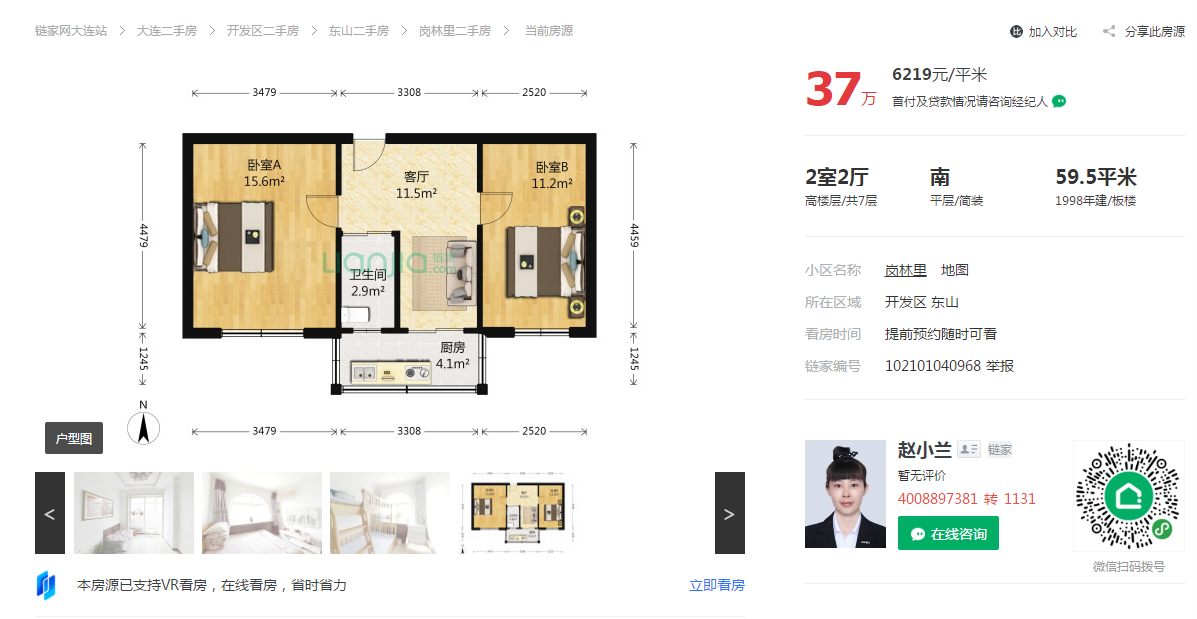 链家网大连站 > 大连二手房 > 开发区二手房 > 东山二手房 > 岗林里二手房 > 当前房源
加入对比 分享此房源
3479 3308 2520
卧室A
15.6m²
客厅
11.5m²
卧室B
11.2m²
4479
4459
Lianjia.com
链家
卫生间
2.9m²
厨房
4.1m²
1245
1245
N
3479 3308 2520
户型图
< >
本房源已支持VR看房，在线看房，省时省力 立即看房
37万
6219元/平米
首付及贷款情况请咨询经纪人
2室2厅 南 59.5平米
高楼层/共7层 平层/简装 1998年建/板楼
小区名称 岗林里 地图
所在区域 开发区 东山
看房时间 提前预约随时可看
链家编号 102101040968 举报
赵小兰 链家
暂无评价
4008897381 转 1131
在线咨询
微信扫码拨号